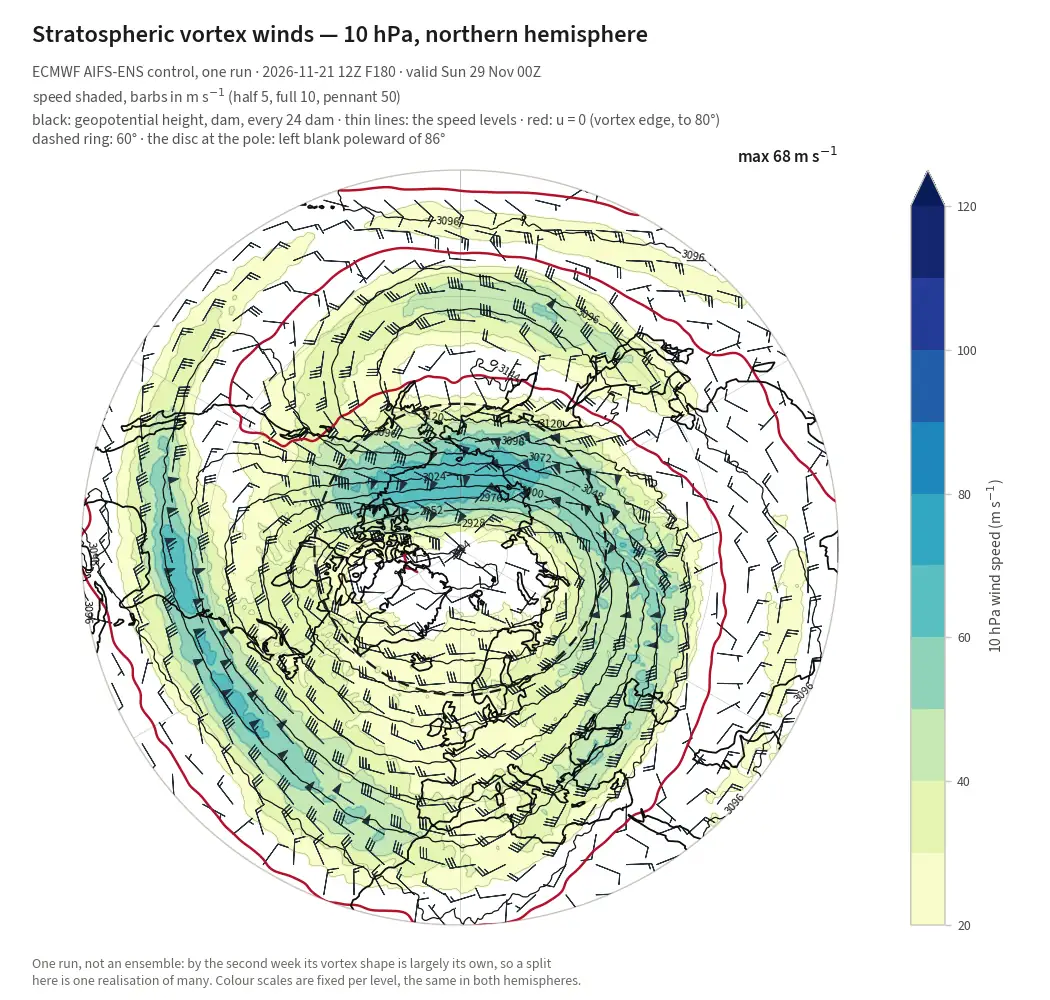 Stratospheric vortex winds — 10 hPa, northern hemisphere
ECMWF AIFS-ENS control, one run · 2026-11-21 12Z F180 · valid Sun 29 Nov 00Z
speed shaded, barbs in m s⁻¹ (half 5, full 10, pennant 50)
black: geopotential height, dam, every 24 dam · thin lines: the speed levels · red: u = 0 (vortex edge, to 80°)
dashed ring: 60° · the disc at the pole: left blank poleward of 86°
max 68 m s⁻¹
120
100
80
60
40
20
10 hPa wind speed (m s⁻¹)
3096
3096
3096
3120
3096
3072
3024
2976
3048
2952
2928
3096
3096
3096
One run, not an ensemble: by the second week its vortex shape is largely its own, so a split
here is one realisation of many. Colour scales are fixed per level, the same in both hemispheres.